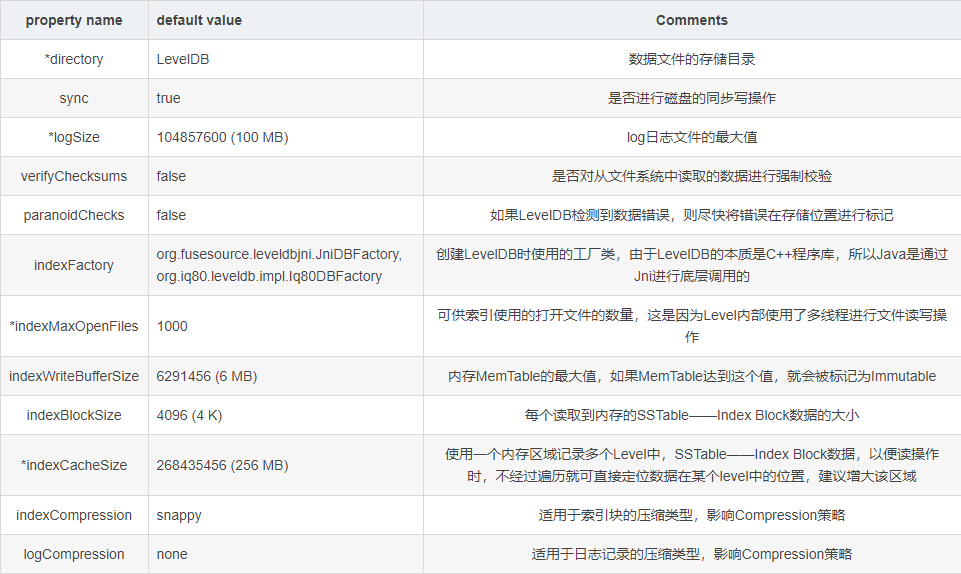 property name default value Comments
*directory LevelDB 数据文件的存储目录
sync true 是否进行磁盘的同步写操作
*logSize 104857600 (100 MB) log日志文件的最大值
verifyChecksums false 是否对从文件系统中读取的数据进行强制校验
paranoidChecks false 如果LevelDB检测到数据错误，则尽快将错误在存储位置进行标记
indexFactory
org.fusesource.leveldbjni.JniDBFactory,
org.iq80.leveldb.impl.Iq80DBFactory
创建LevelDB时使用的工厂类，由于LevelDB的本质是C++程序库，所以Java是通过
Jni进行底层调用的
*indexMaxOpenFiles 1000
可供索引使用的打开文件的数量，这是因为Level内部使用了多线程进行文件读写操
作
indexWriteBufferSize 6291456 (6 MB) 内存MemTable的最大值，如果MemTable达到这个值，就会被标记为Immutable
indexBlockSize 4096 (4 K) 每个读取到内存的SSTable——Index Block数据的大小
*indexCacheSize 268435456 (256 MB)
使用一个内存区域记录多个Level中，SSTable——Index Block数据，以便读操作
时，不经过遍历就可直接定位数据在某个level中的位置，建议增大该区域
indexCompression snappy 适用于索引块的压缩类型，影响Compression策略
logCompression none 适用于日志记录的压缩类型，影响Compression策略